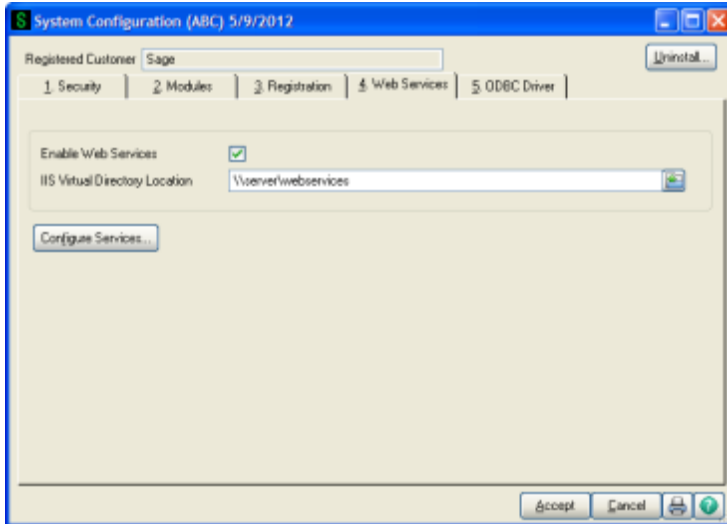 S System Configuration (ABC) 5/9/2012
Registered Customer Sage Uninstall...
1. Security 2. Modules 3. Registration 4. Web Services 5. ODBC Driver
Enable Web Services
IIS Virtual Directory Location \\server\webservices
Configure Services...
Accept Cancel